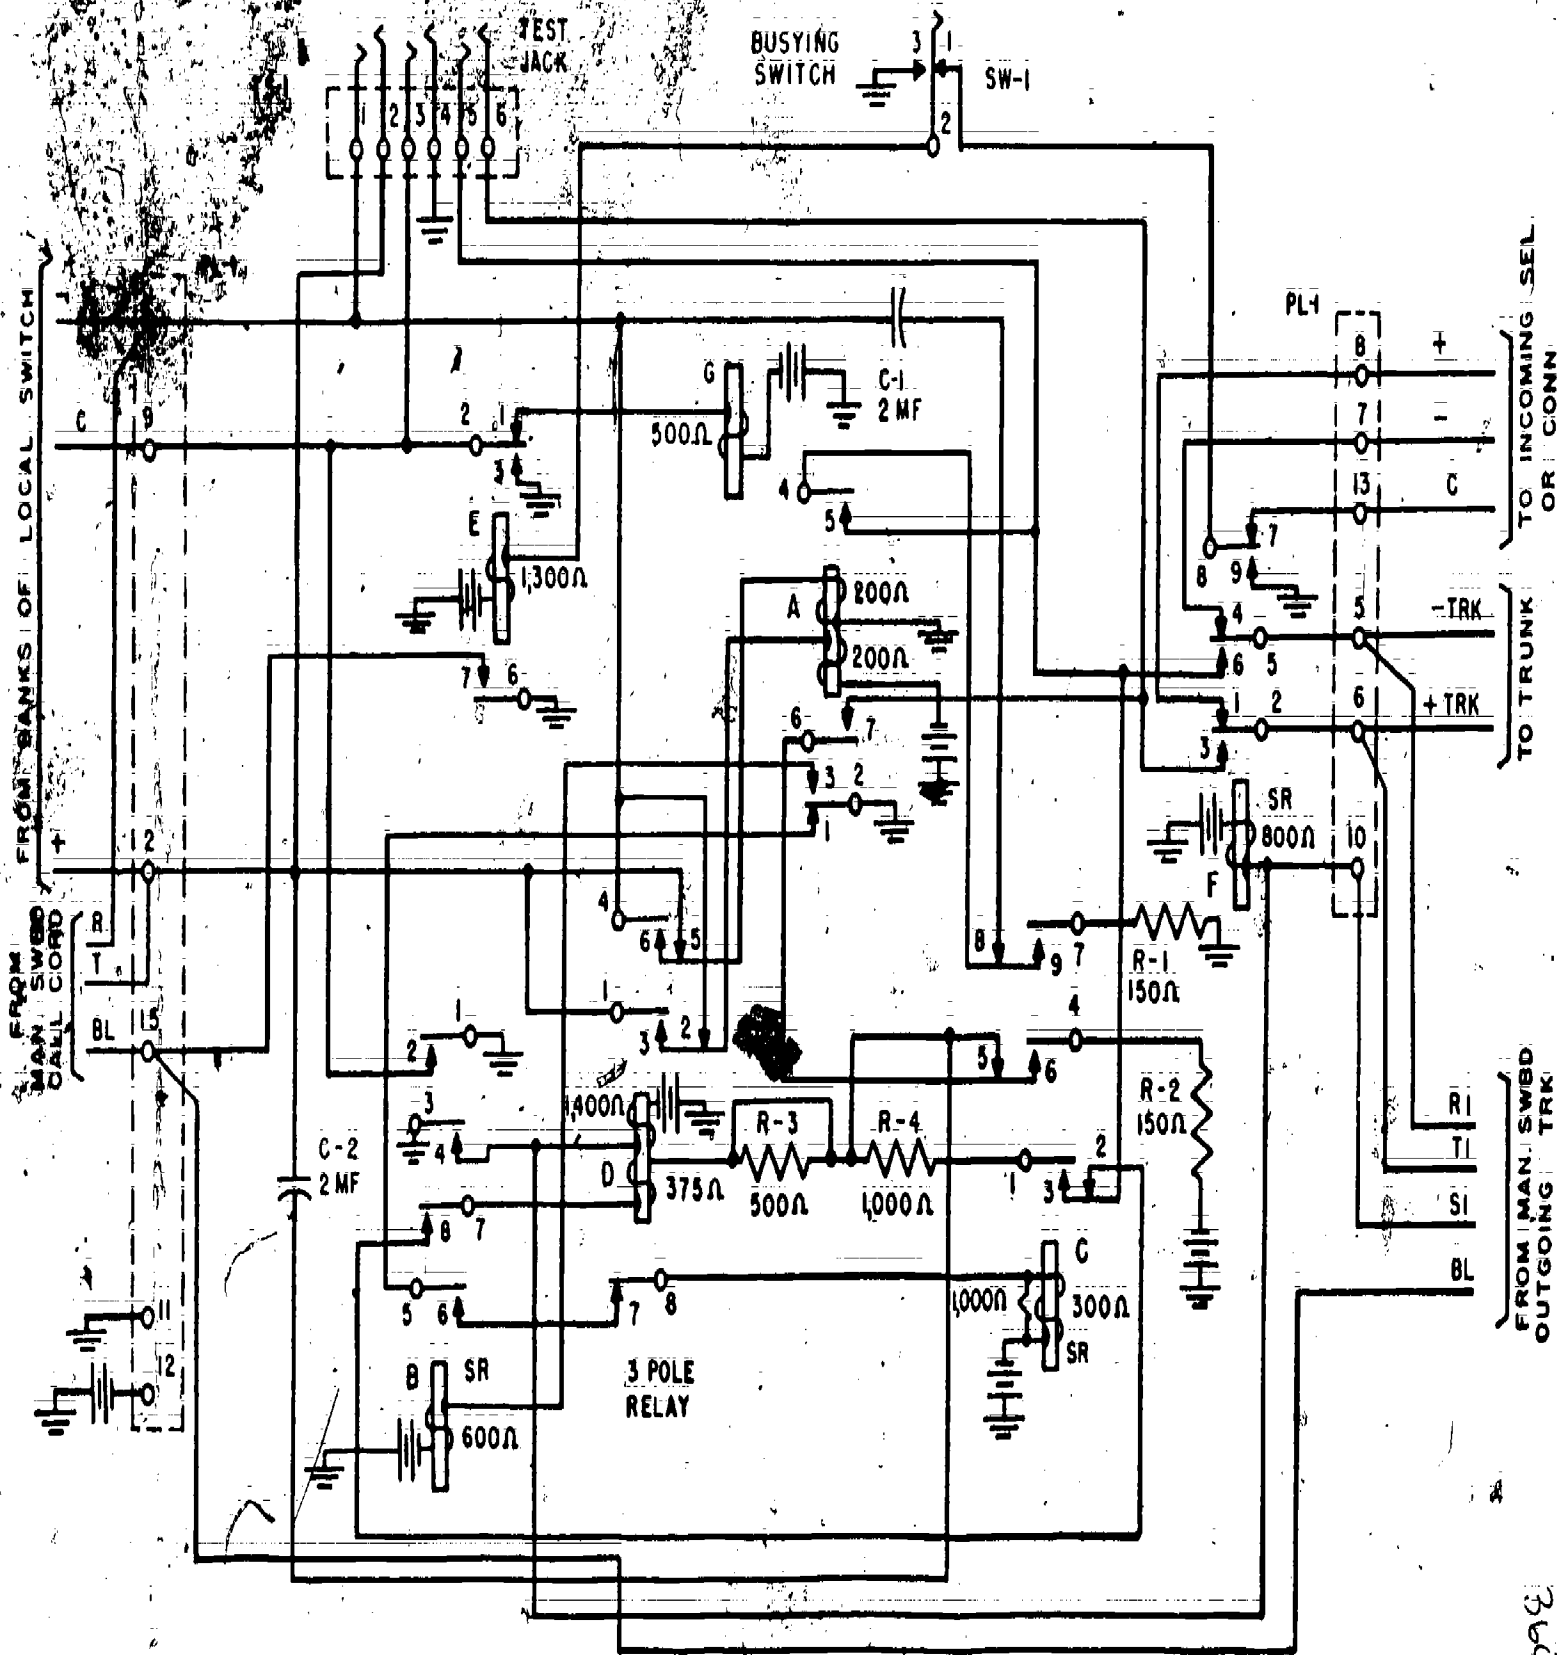 TEST
JACK
BUSYING
SWITCH
3 1
SW-1
2
1 2 3 4 5 6
FROM BANKS OF LOCAL SWITCH
C 9
2 1
3
G
500Ω
C-1
2 MF
4
5
PL-1
8 +
7 -
13 C
TO INCOMING SEL
OR CONN
E
1,300Ω
7 6
A
200Ω
200Ω
6 7
3 2
1
8 9 7
4
6 5
5 -TRK
1 2
3
6 +TRK
TO TRUNK
SR
800Ω
F
10
+ 2
FROM
MAN SWBD
CALL CORD
R
T
BL 15
4
6 5
1
3 2
1
2
8
9 7
R-1
150Ω
4
5
6
R-2
150Ω
3
4
1,400Ω
D
375Ω
R-3
500Ω
R-4
1,000Ω
1
2
3
C-2
2 MF
8 7
5 6
7 8
1,000Ω
C
300Ω
SR
11
12
B SR
600Ω
3 POLE
RELAY
R1
T1
S1
BL
FROM MAN. SWBD
OUTGOING TRK